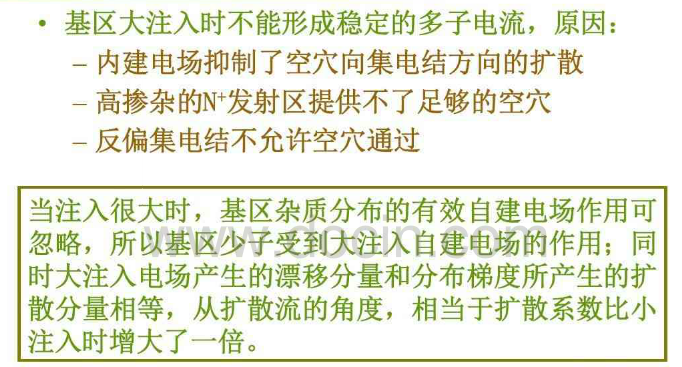 • 基区大注入时不能形成稳定的多子电流，原因：
– 内建电场抑制了空穴向集电结方向的扩散
– 高掺杂的N⁺发射区提供不了足够的空穴
– 反偏集电结不允许空穴通过
当注入很大时，基区杂质分布的有效自建电场作用可
忽略，所以基区少子受到大注入自建电场的作用；同
时大注入电场产生的漂移分量和分布梯度所产生的扩
散分量相等，从扩散流的角度，相当于扩散系数比小
注入时增大了一倍。
www.docin.com